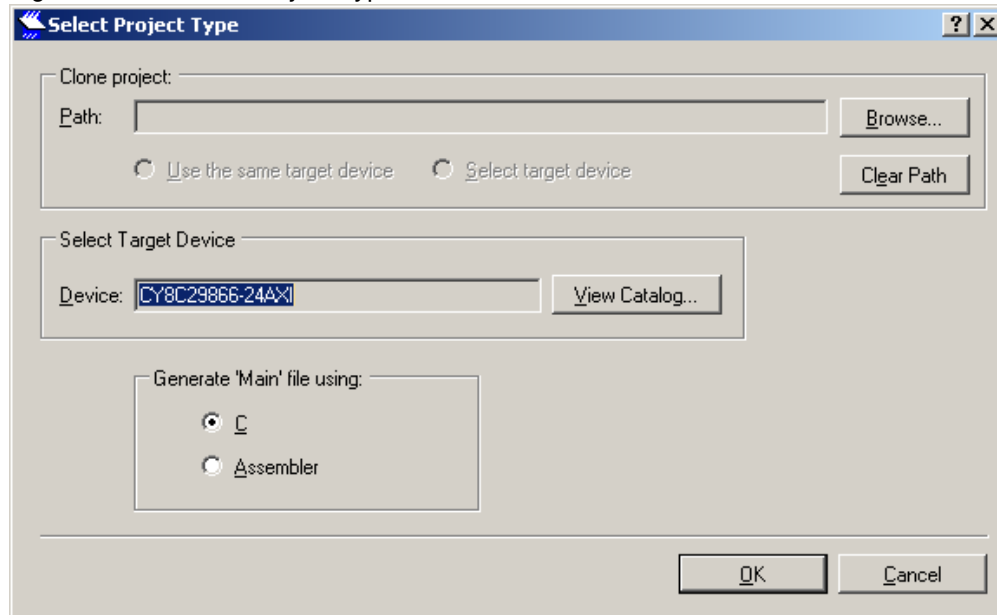 Select Project Type
Clone project:
Path:
Browse...
Use the same target device
Select target device
Clear Path
Select Target Device
Device:
CY8C29866-24AXI
View Catalog...
Generate 'Main' file using:
C
Assembler
OK
Cancel